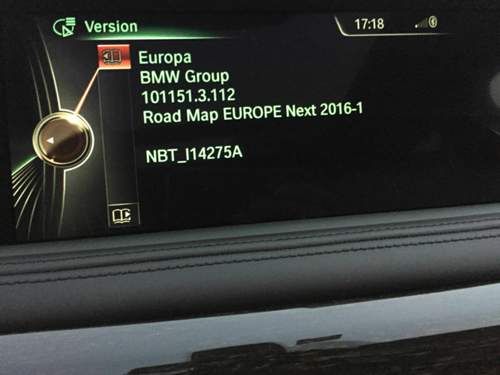 Version
17:18
Europa
BMW Group
101151.3.112
Road Map EUROPE Next 2016-1
NBT_I14275A